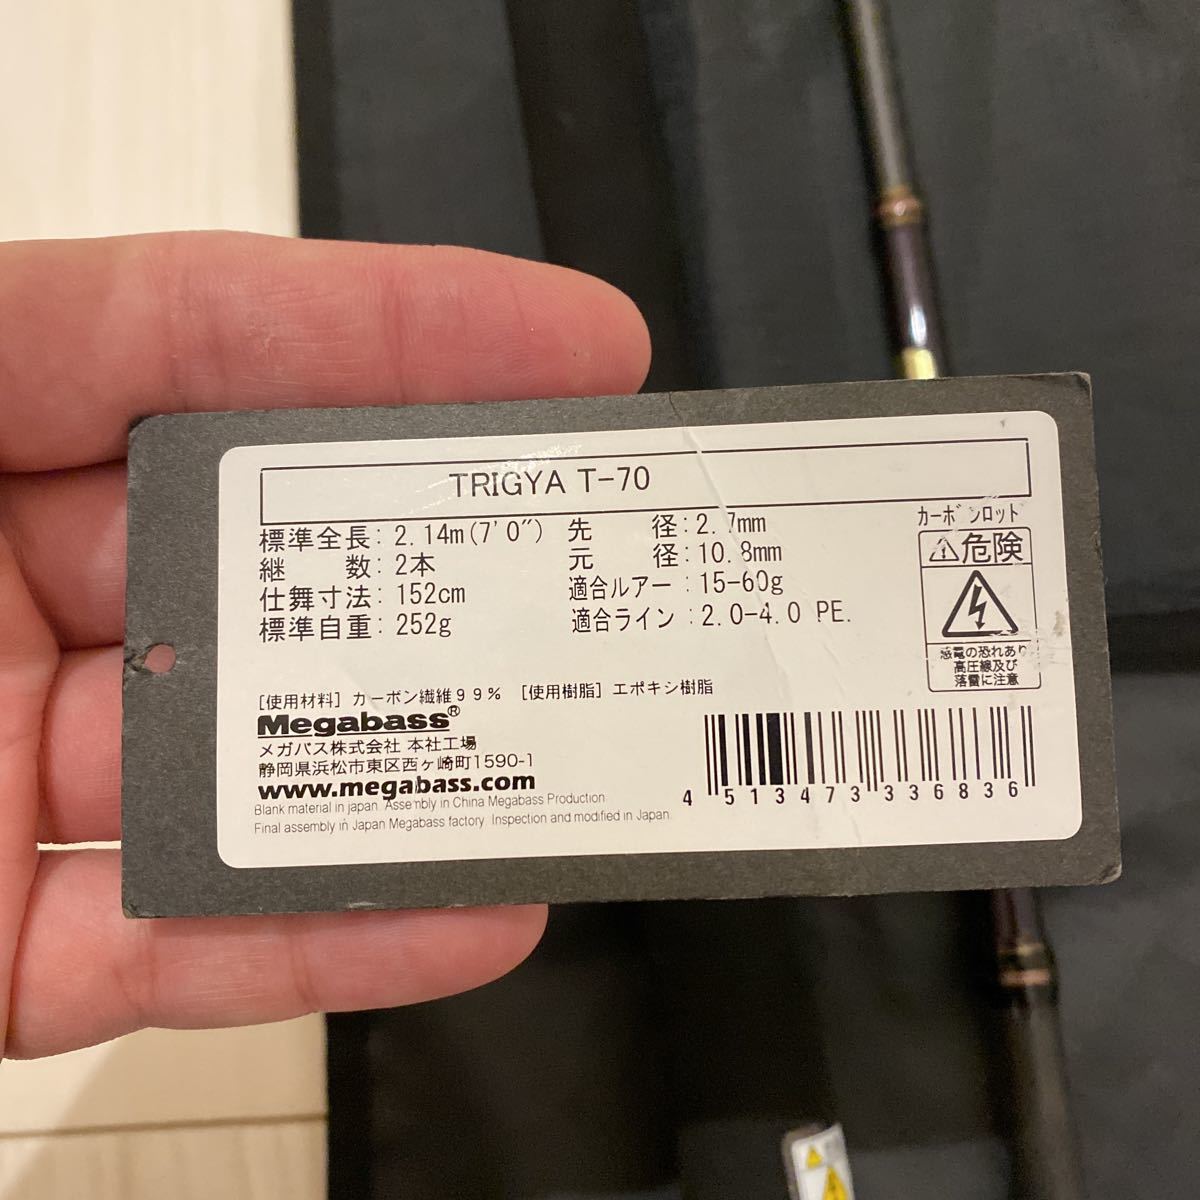 TRIGYA T-70
標準全長: 2.14m(7'0") 先 径:2.7mm
継 数: 2本 元 径:10.8mm
仕舞寸法: 152cm 適合ルアー:15-60g
標準自重: 252g 適合ライン:2.0-4.0 PE.
カーボンロット
⚠危険
感電の恐れあり
高圧線及び
落雷に注意
[使用材料] カーボン繊維99% [使用樹脂] エポキシ樹脂
Megabass®
メガバス株式会社 本社工場
静岡県浜松市東区西ヶ崎町1590-1
www.megabass.com
Blank material in japan. Assembly in China Megabass Production
Final assembly in Japan Megabass factory. Inspection and modified in Japan.
4 513473 336836